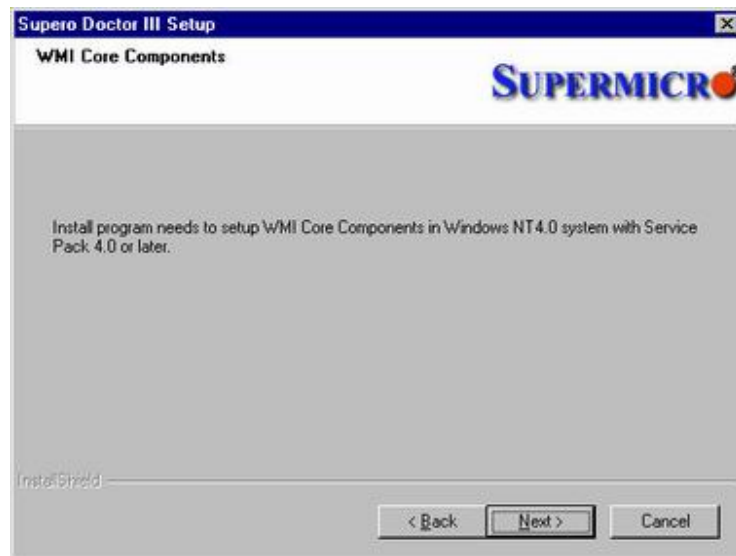 Supero Doctor III Setup
WMI Core Components
SUPERMICR
Install program needs to setup WMI Core Components in Windows NT4.0 system with Service
Pack 4.0 or later.
InstallShield
< Back
Next >
Cancel